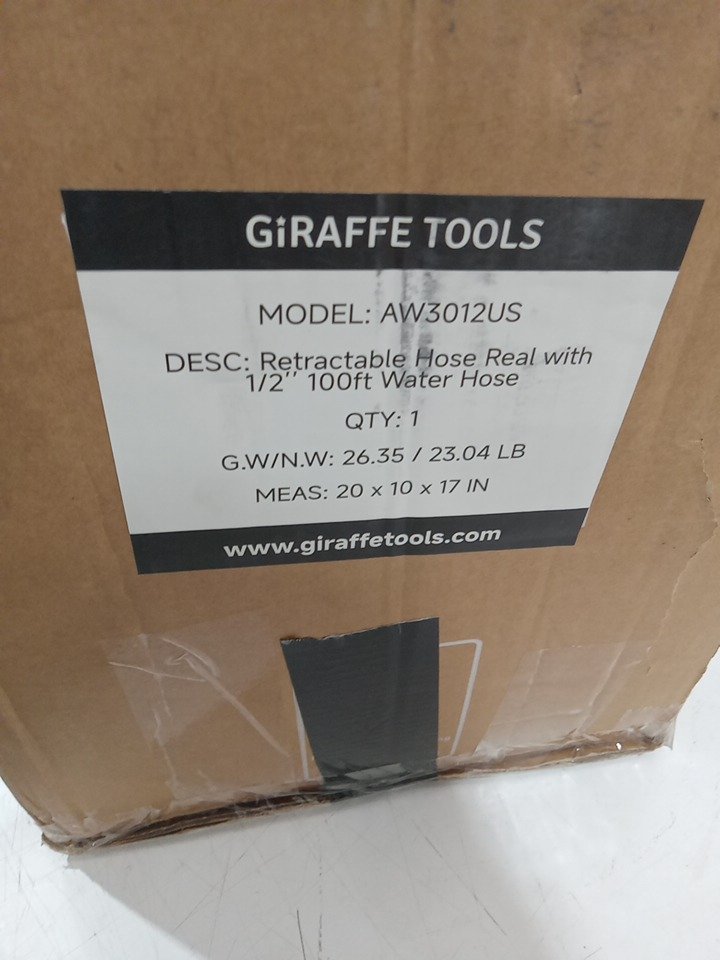 GiRAFFE TOOLS
MODEL: AW3012US
DESC: Retractable Hose Real with
1/2'' 100ft Water Hose
QTY: 1
G.W/N.W: 26.35 / 23.04 LB
MEAS: 20 x 10 x 17 IN
www.giraffetools.com